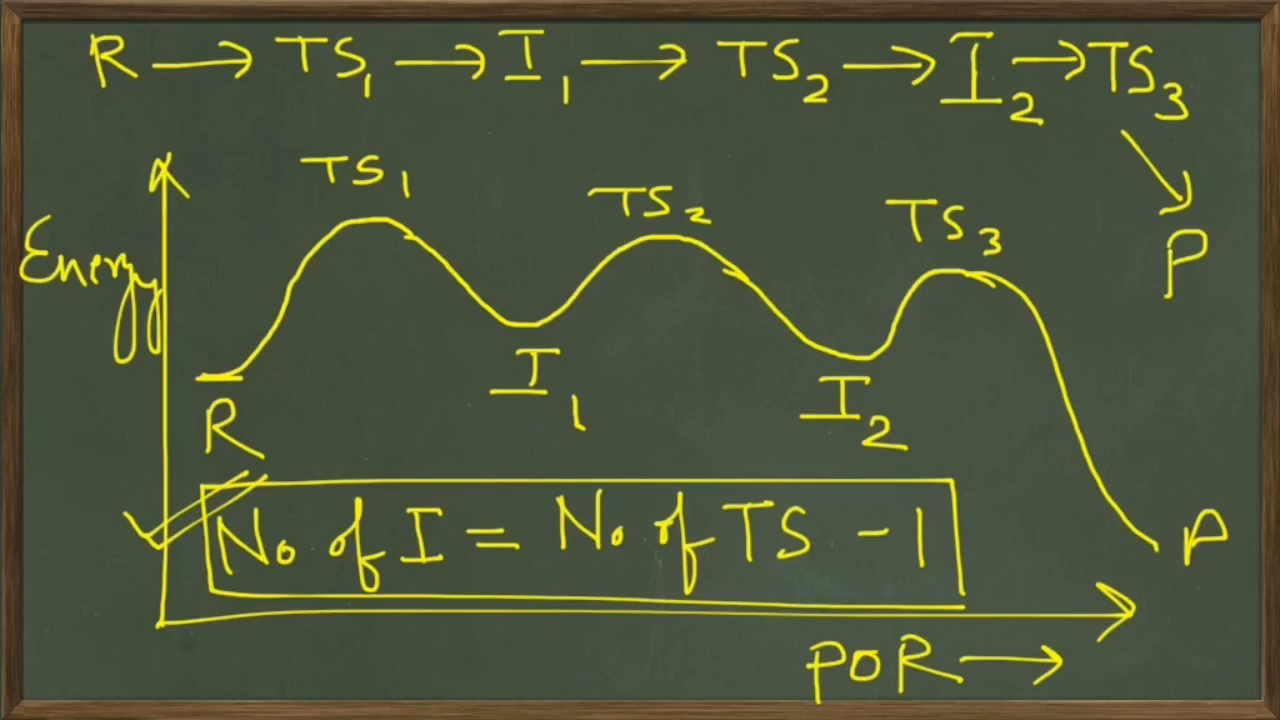 R → TS₁ → I₁ → TS₂ → I₂ → TS₃
P
TS₁
TS₂
TS₃
Energy
R
I₁
I₂
P
No of I = No of TS - 1
POR →